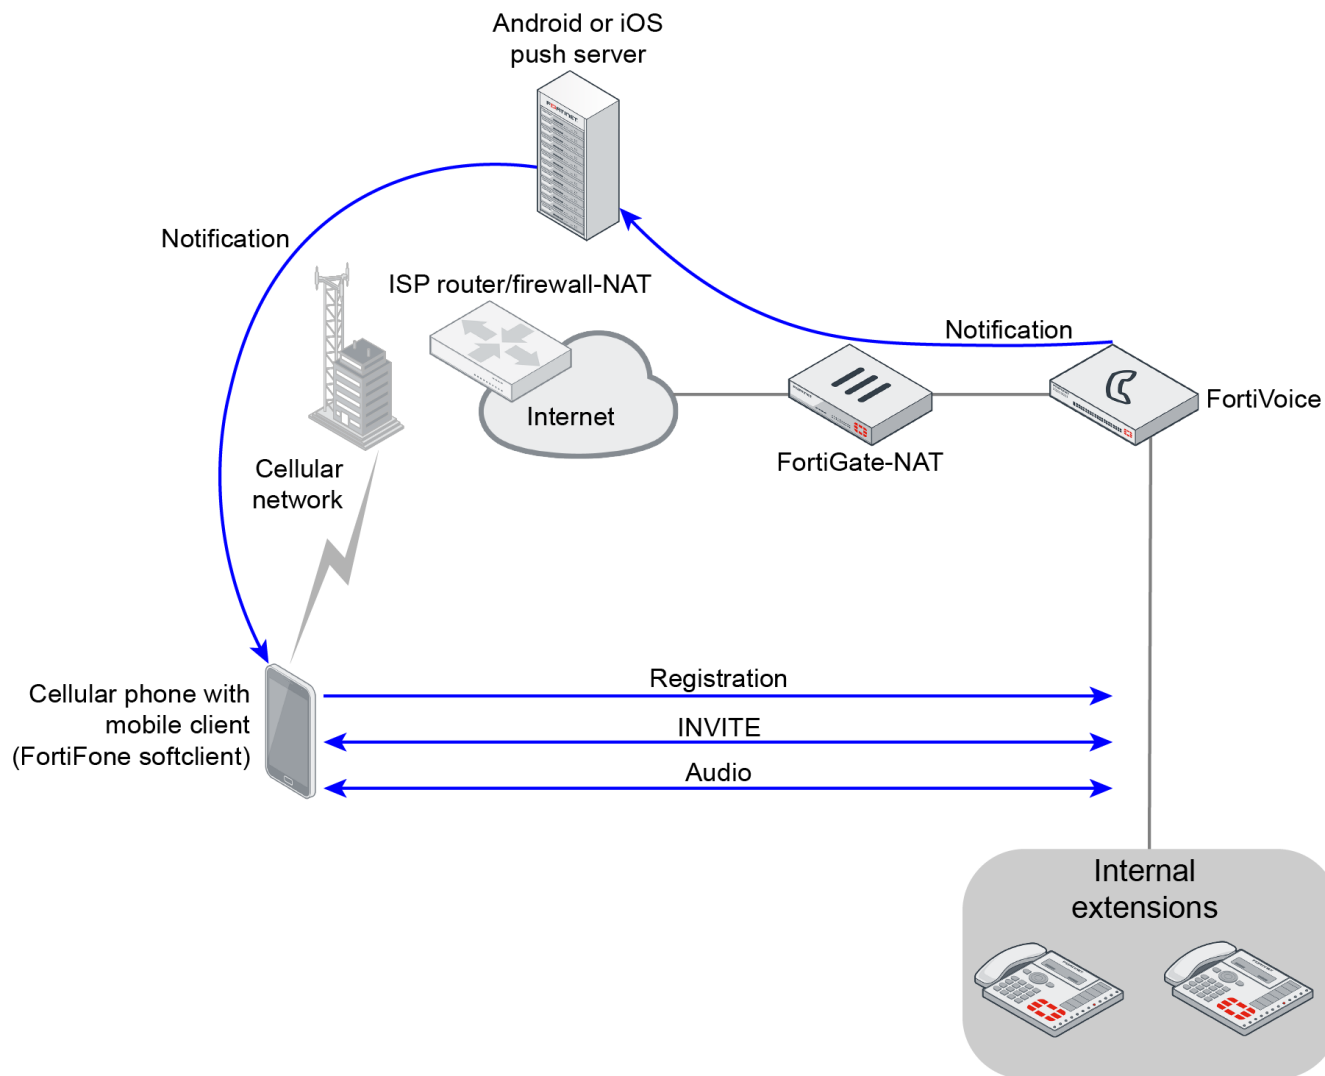 Android or iOS
push server
FORTINET
Notification
ISP router/firewall-NAT
Notification
Internet
FortiVoice
FortiGate-NAT
Cellular
network
Registration
Cellular phone with
mobile client
(FortiFone softclient)
INVITE
Audio
Internal
extensions